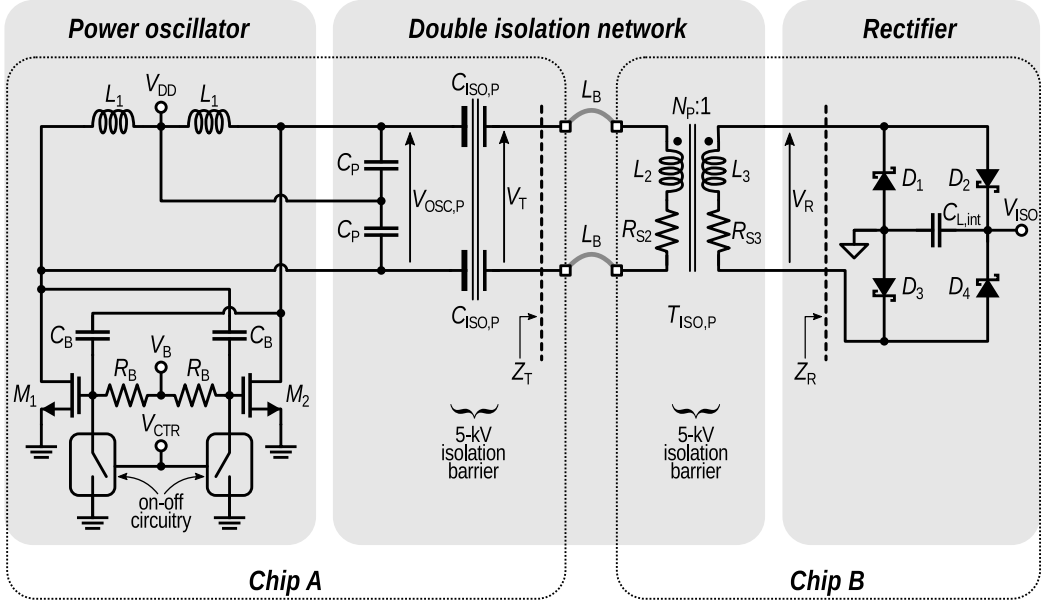 Power oscillator
Double isolation network
Rectifier
L1
VDD
L1
CISO,P
LB
NP:1
CP
VOSC,P
VT
L2
L3
VR
D1
D2
CL,int
VISO
CP
LB
RS2
RS3
D3
D4
CISO,P
TISO,P
CB
VB
CB
RB
RB
ZT
ZR
M1
M2
VCTR
5-kV
isolation
barrier
5-kV
isolation
barrier
on-off
circuitry
Chip A
Chip B